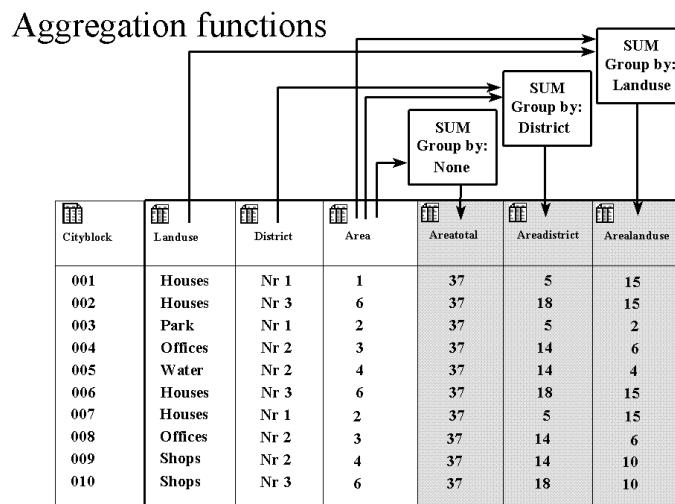 Aggregation functions
SUM
Group by:
Landuse
SUM
Group by:
District
SUM
Group by:
None
Cityblock Landuse District Area Areatotal Areadistrict Arealanduse
001 Houses Nr 1 1 37 5 15
002 Houses Nr 3 6 37 18 15
003 Park Nr 1 2 37 5 2
004 Offices Nr 2 3 37 14 6
005 Water Nr 2 4 37 14 4
006 Houses Nr 3 6 37 18 15
007 Houses Nr 1 2 37 5 15
008 Offices Nr 2 3 37 14 6
009 Shops Nr 2 4 37 14 10
010 Shops Nr 3 6 37 18 10